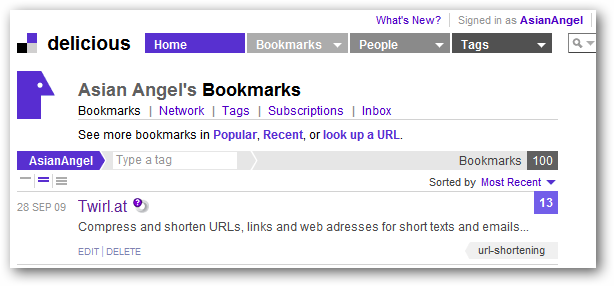 What's New? | Signed in as AsianAngel
delicious Home Bookmarks People Tags
Asian Angel's Bookmarks
Bookmarks | Network | Tags | Subscriptions | Inbox
See more bookmarks in Popular, Recent, or look up a URL.
AsianAngel Type a tag Bookmarks 100
Sorted by Most Recent
28 SEP 09 Twirl.at ? 13
Compress and shorten URLs, links and web adresses for short texts and emails...
EDIT | DELETE url-shortening